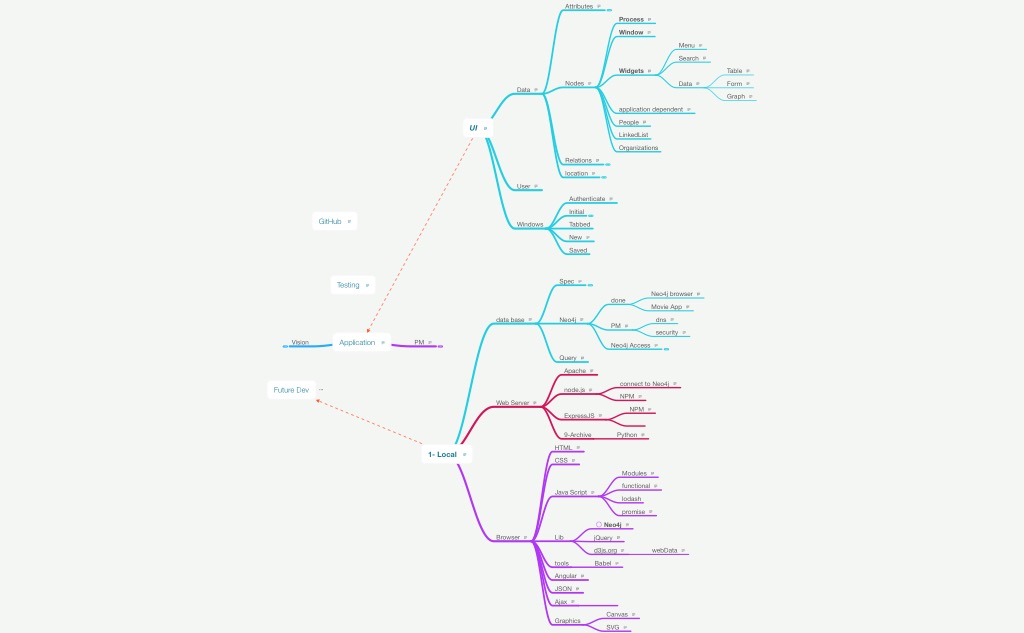 Attributes
Process
Window
Menu
Search
Widgets
Table
Data
Form
Graph
Data
Nodes
application dependent
People
LinkedList
Organizations
UI
Relations
location
User
Authenticate
Initial
Windows
Tabbed
New
Saved
GitHub
Testing
Vision
Application
PM
Future Dev
1- Local
Spec
done
Neo4j browser
Movie App
data base
Neo4j
PM
dns
security
Neo4j Access
Query
Apache
node.js
connect to Neo4j
NPM
Web Server
ExpressJS
NPM
9-Archive
Python
HTML
CSS
Java Script
Modules
functional
lodash
promise
Browser
Lib
Neo4j
jQuery
d3js.org
webData
tools
Babel
Angular
JSON
Ajax
Graphics
Canvas
SVG